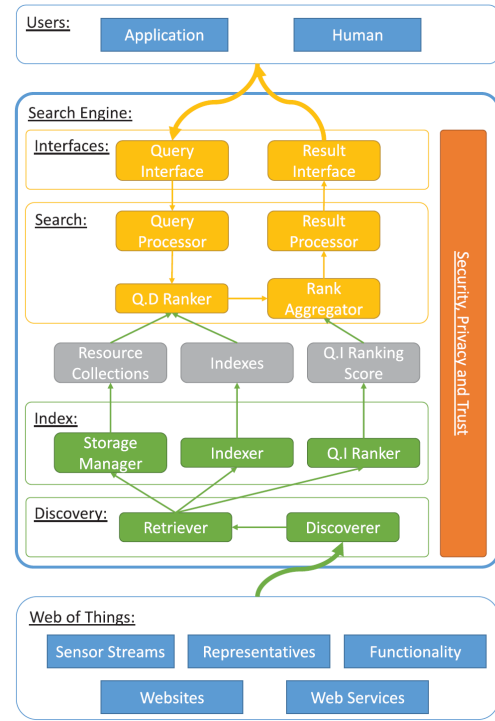 Users:
Application
Human
Search Engine:
Interfaces:
Query
Interface
Result
Interface
Search:
Query
Processor
Result
Processor
Q.D Ranker
Rank
Aggregator
Resource
Collections
Indexes
Q.I Ranking
Score
Index:
Storage
Manager
Indexer
Q.I Ranker
Discovery:
Retriever
Discoverer
Security, Privacy and Trust
Web of Things:
Sensor Streams
Representatives
Functionality
Websites
Web Services